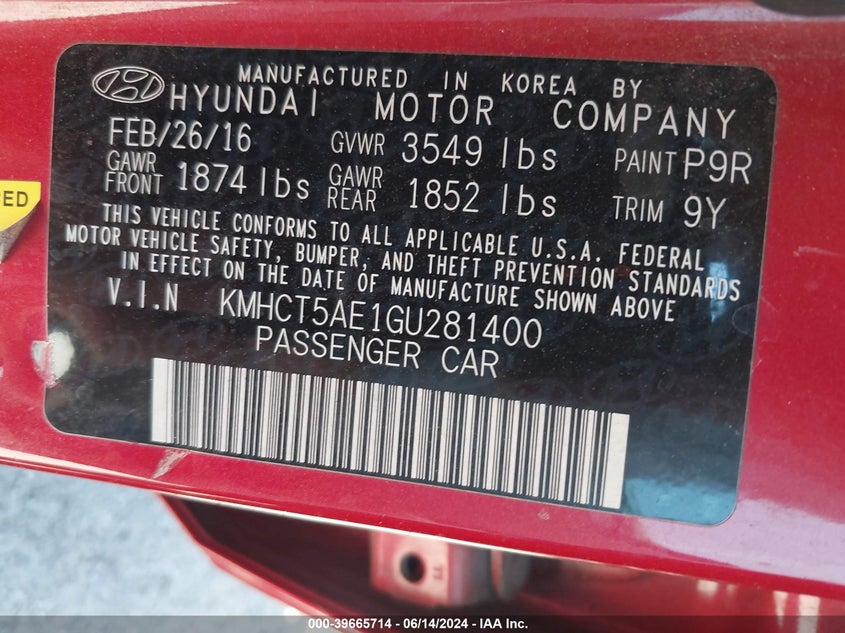 MANUFACTURED IN KOREA BY
HYUNDAI MOTOR COMPANY
FEB/26/16 GVWR 3549 lbs PAINT P9R
GAWR FRONT 1874 lbs GAWR REAR 1852 lbs TRIM 9Y
THIS VEHICLE CONFORMS TO ALL APPLICABLE U.S.A. FEDERAL
MOTOR VEHICLE SAFETY, BUMPER, AND THEFT PREVENTION STANDARDS
IN EFFECT ON THE DATE OF MANUFACTURE SHOWN ABOVE
V.I.N KMHCT5AE1GU281400
PASSENGER CAR
000-39665714 - 06/14/2024 - IAA Inc.